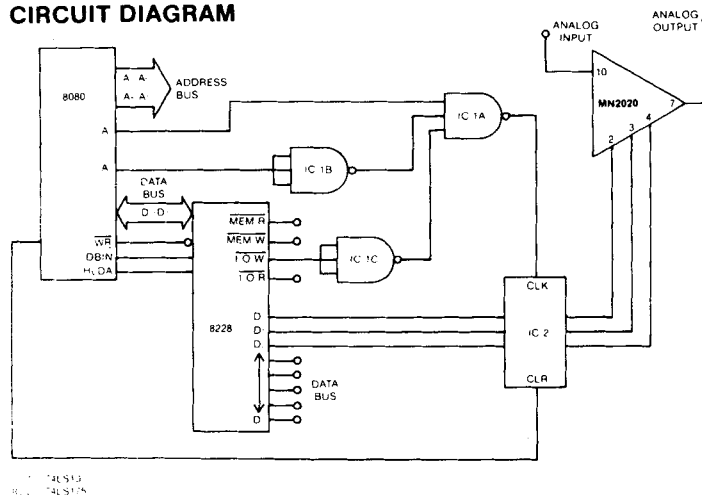 CIRCUIT DIAGRAM
ANALOG INPUT
ANALOG OUTPUT
8080
A A
A A
ADDRESS BUS
A
A
DATA BUS
D D
WR
DBIN
HLDA
8228
MEM R
MEM W
I O W
I O R
D
D
D
D
DATA BUS
IC 1A
IC 1B
IC 1C
CLK
IC 2
CLR
10
MN2020
7
4
3
2